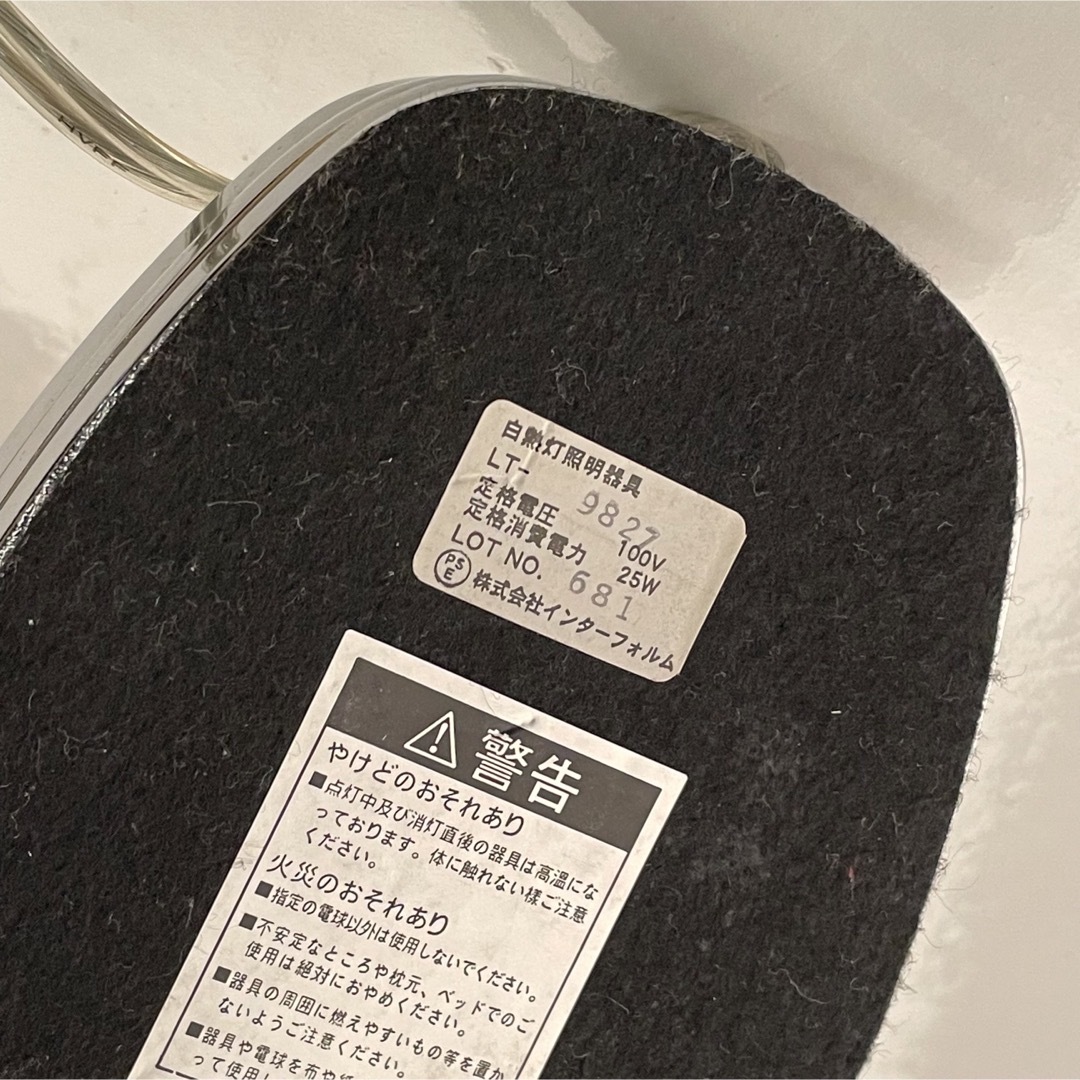 白熱灯照明器具
LT- 9827
定格電圧 100V
定格消費電力 25W
LOT NO. 681
PSE 株式会社インターフォルム
警告
やけどのおそれあり
■点灯中及び消灯直後の器具は高温にな
っております。体に触れない様ご注意
ください。
火災のおそれあり
■指定の電球以外は使用しないでください。
■不安定なところや枕元、ベッドでのご
使用は絶対におやめください。
■器具の周囲に燃えやすいもの等を置か
ないようご注意ください。
■器具や電球を布や紙
って使用し